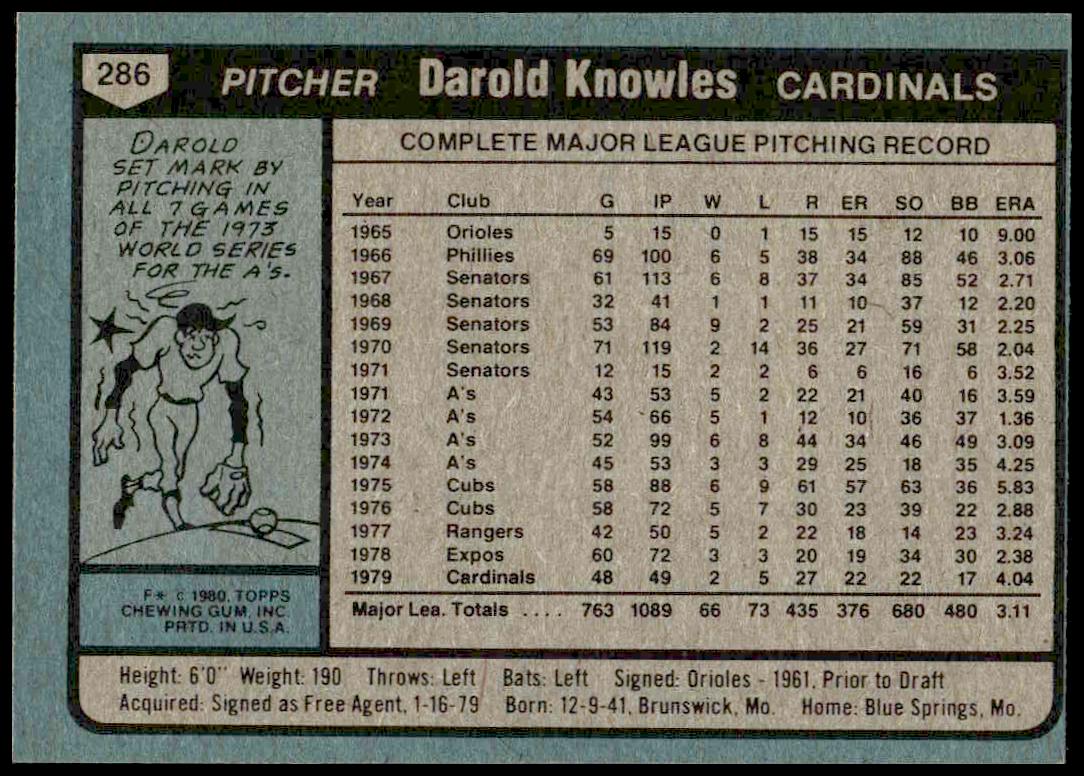 286 PITCHER Darold Knowles CARDINALS
DAROLD
SET MARK BY
PITCHING IN
ALL 7 GAMES
OF THE 1973
WORLD SERIES
FOR THE A's.
F* © 1980. TOPPS
CHEWING GUM, INC
PRTD. IN U.S.A.
COMPLETE MAJOR LEAGUE PITCHING RECORD
Year Club G IP W L R ER SO BB ERA
1965 Orioles 5 15 0 1 15 15 12 10 9.00
1966 Phillies 69 100 6 5 38 34 88 46 3.06
1967 Senators 61 113 6 8 37 34 85 52 2.71
1968 Senators 32 41 1 1 11 10 37 12 2.20
1969 Senators 53 84 9 2 25 21 59 31 2.25
1970 Senators 71 119 2 14 36 27 71 58 2.04
1971 Senators 12 15 2 2 6 6 16 6 3.52
1971 A's 43 53 5 2 22 21 40 16 3.59
1972 A's 54 66 5 1 12 10 36 37 1.36
1973 A's 52 99 6 8 44 34 46 49 3.09
1974 A's 45 53 3 3 29 25 18 35 4.25
1975 Cubs 58 88 6 9 61 57 63 36 5.83
1976 Cubs 58 72 5 7 30 23 39 22 2.88
1977 Rangers 42 50 5 2 22 18 14 23 3.24
1978 Expos 60 72 3 3 20 19 34 30 2.38
1979 Cardinals 48 49 2 5 27 22 22 17 4.04
Major Lea. Totals .... 763 1089 66 73 435 376 680 480 3.11
Height: 6'0" Weight: 190 Throws: Left Bats: Left Signed: Orioles - 1961, Prior to Draft
Acquired: Signed as Free Agent, 1-16-79 Born: 12-9-41, Brunswick, Mo. Home: Blue Springs, Mo.